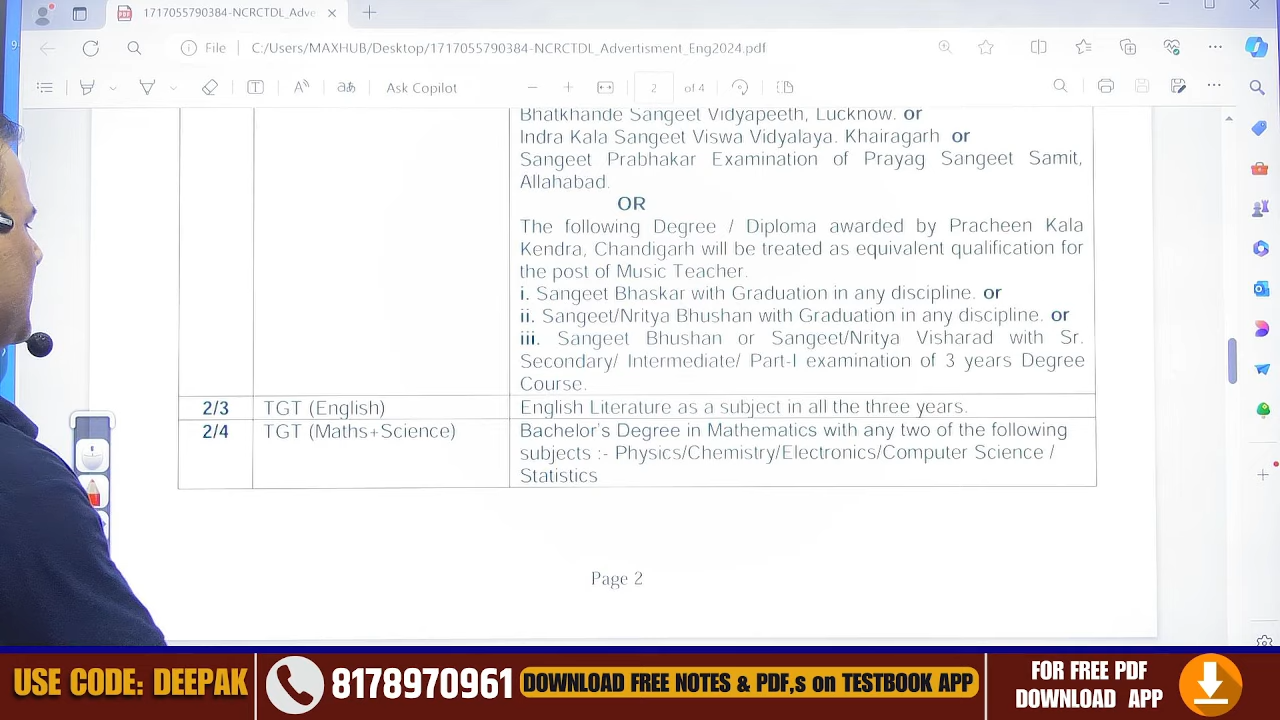 1717055790384-NCRCTDL_Adve
File
C:/Users/MAXHUB/Desktop/1717055790384-NCRCTDL_Advertisment_Eng2024.pdf
Ask Copilot
2 of 4
Bhatkhande Sangeet Vidyapeeth, Lucknow. or
Indra Kala Sangeet Viswa Vidyalaya. Khairagarh or
Sangeet Prabhakar Examination of Prayag Sangeet Samit,
Allahabad.
OR
The following Degree / Diploma awarded by Pracheen Kala
Kendra, Chandigarh will be treated as equivalent qualification for
the post of Music Teacher.
i. Sangeet Bhaskar with Graduation in any discipline. or
ii. Sangeet/Nritya Bhushan with Graduation in any discipline. or
iii. Sangeet Bhushan or Sangeet/Nritya Visharad with Sr.
Secondary/ Intermediate/ Part-I examination of 3 years Degree
Course.
2/3 TGT (English) English Literature as a subject in all the three years.
2/4 TGT (Maths+Science) Bachelor's Degree in Mathematics with any two of the following
subjects :- Physics/Chemistry/Electronics/Computer Science /
Statistics
Page 2
USE CODE: DEEPAK
8178970961
DOWNLOAD FREE NOTES & PDF,s on TESTBOOK APP
FOR FREE PDF
DOWNLOAD APP